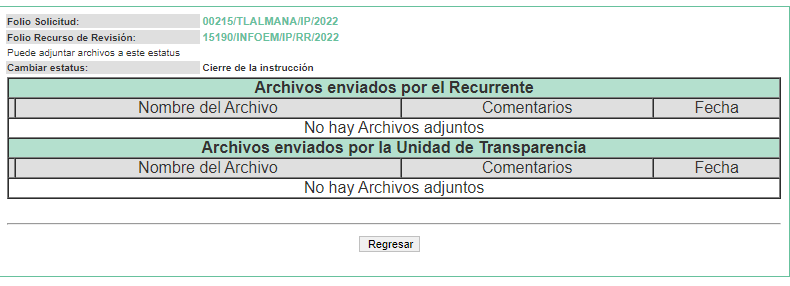 Folio Solicitud: 00215/TLALMANA/IP/2022
Folio Recurso de Revisión: 15190/INFOEM/IP/RR/2022
Puede adjuntar archivos a este estatus
Cambiar estatus: Cierre de la instrucción
Archivos enviados por el Recurrente
Nombre del Archivo Comentarios Fecha
No hay Archivos adjuntos
Archivos enviados por la Unidad de Transparencia
Nombre del Archivo Comentarios Fecha
No hay Archivos adjuntos
Regresar